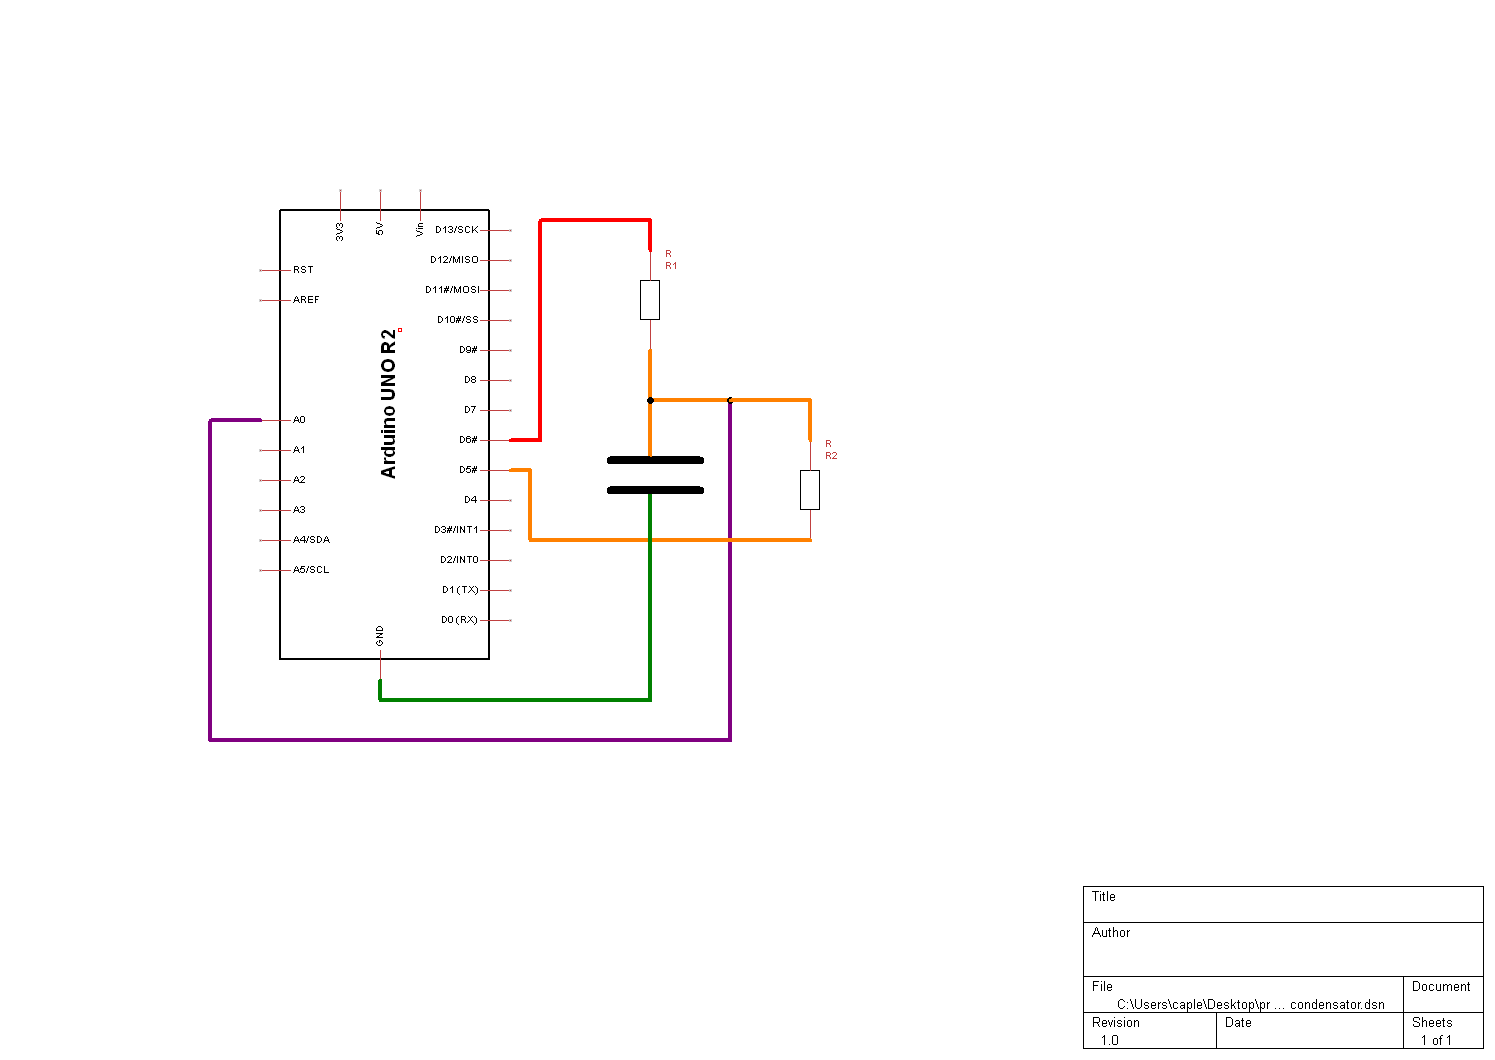 3V3
5V
Vin
D13/SCK
D12/MISO
D11#/MOSI
D10#/SS
D9#
D8
D7
D6#
D5#
D4
D3#/INT1
D2/INT0
D1(TX)
D0(RX)
RST
AREF
A0
A1
A2
A3
A4/SDA
A5/SCL
GND
Arduino UNO R2
R
R1
R
R2
Title
Author
File
C:\Users\caple\Desktop\pr ... condensator.dsn
Document
Revision
1.0
Date
Sheets
1 of 1